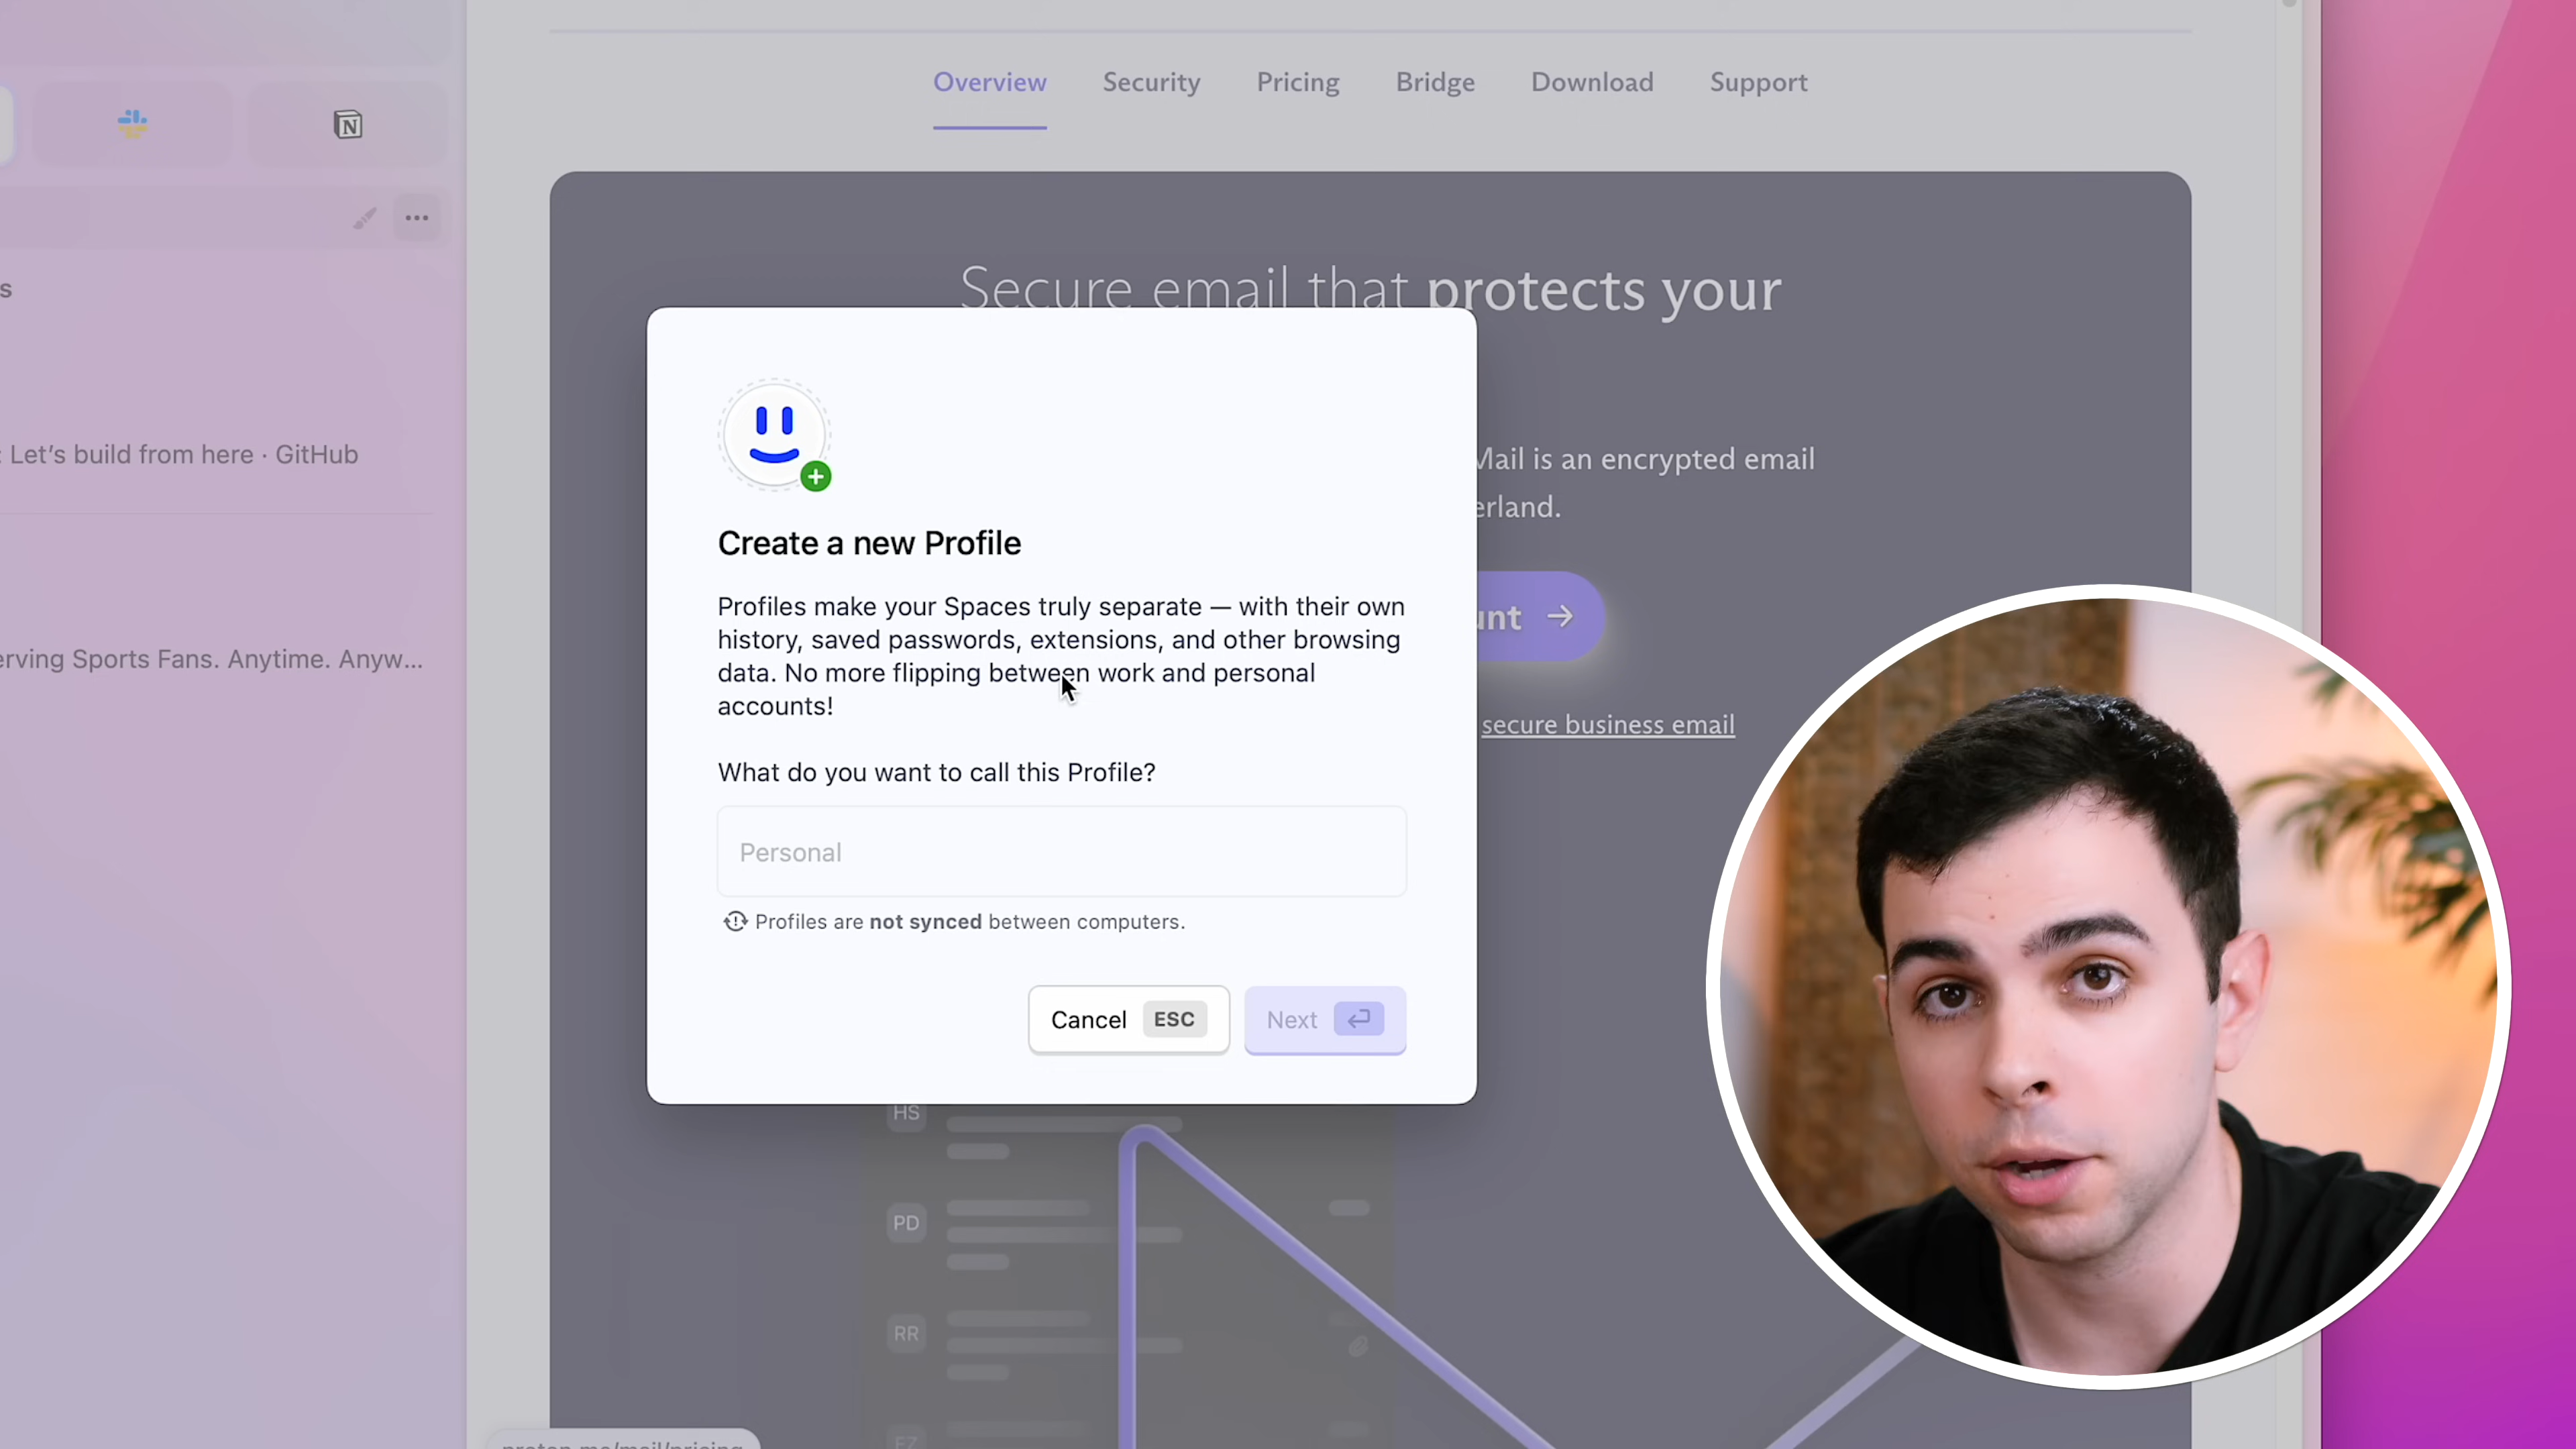 Overview Security Pricing Bridge Download Support
N
s
Secure email that protects your
: Let's build from here · GitHub
Mail is an encrypted email
erland.
Create a new Profile
Profiles make your Spaces truly separate — with their own
history, saved passwords, extensions, and other browsing
data. No more flipping between work and personal
accounts!
unt →
erving Sports Fans. Anytime. Anyw...
secure business email
What do you want to call this Profile?
Personal
Profiles are not synced between computers.
Cancel ESC Next
HS
PD
RR
proton.me/mail/pricing